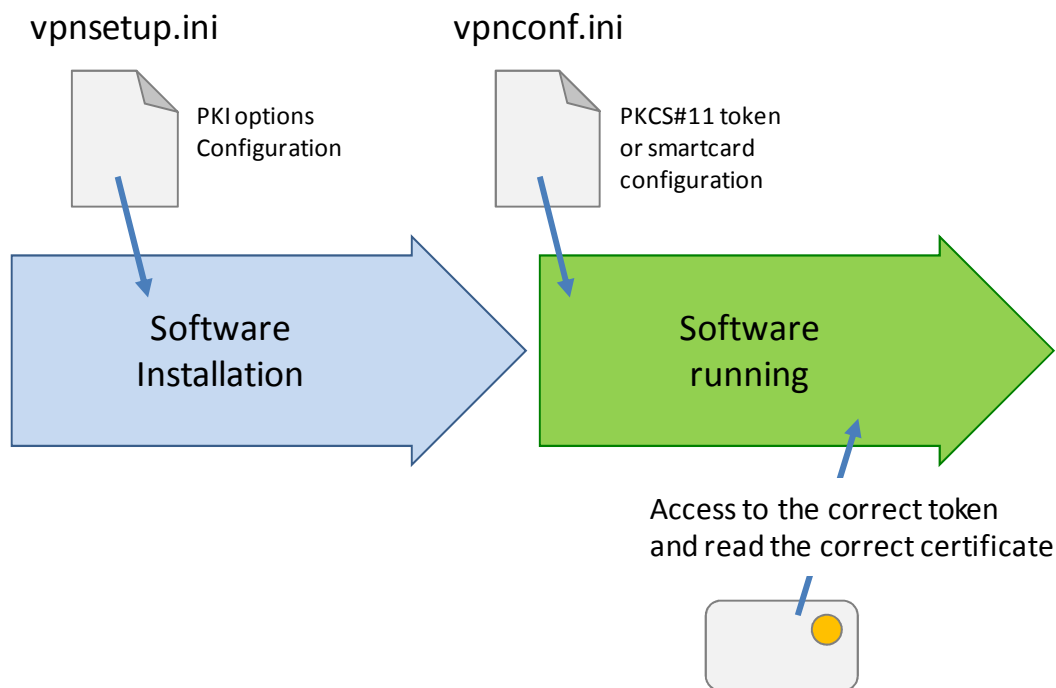 vpnsetup.ini
vpnconf.ini
PKI options
Configuration
PKCS#11 token
or smartcard
configuration
Software
Installation
Software
running
Access to the correct token
and read the correct certificate